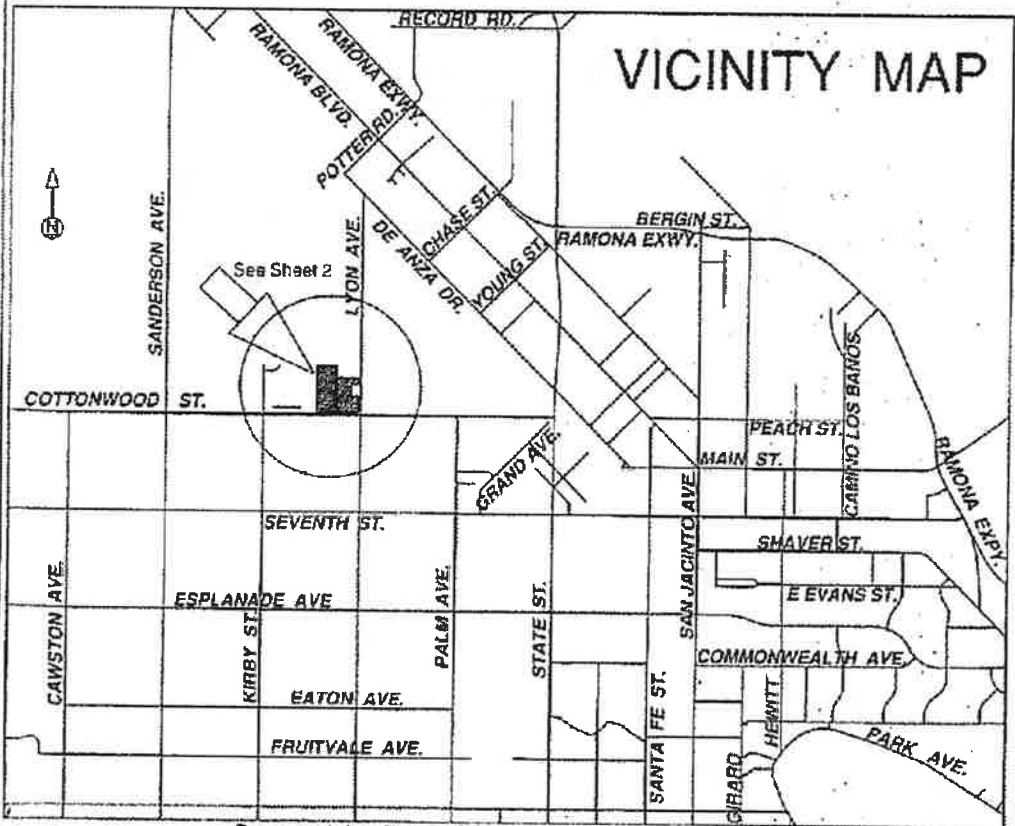 RECORD RD.
VICINITY MAP
RAMONA BLVD.
RAMONA EXWY.
POTTER RD.
N
SANDERSON AVE.
LYON AVE.
CHASE ST.
DE ANZA DR.
YOUNG ST.
BERGIN ST.
RAMONA EXWY.
See Sheet 2
COTTONWOOD ST.
GRAND AVE.
PEACH ST.
CAMINO LOS BANOS
MAIN ST.
RAMONA EXPY.
SEVENTH ST.
SAN JACINTO AVE
SHAVER ST.
E EVANS ST.
CAWSTON AVE.
ESPLANADE AVE
KIRBY ST.
PALM AVE.
STATE ST.
SANTA FE ST.
COMMONWEALTH AVE.
EATON AVE.
FRUITVALE AVE.
GIRARD
HEWITT
PARK AVE.